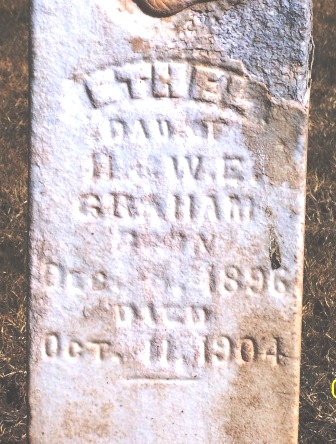 ETHEL
DAU. OF
H. & W. E.
GRAHAM
BORN
DEC. 1896
DIED
OCT. 11, 1904